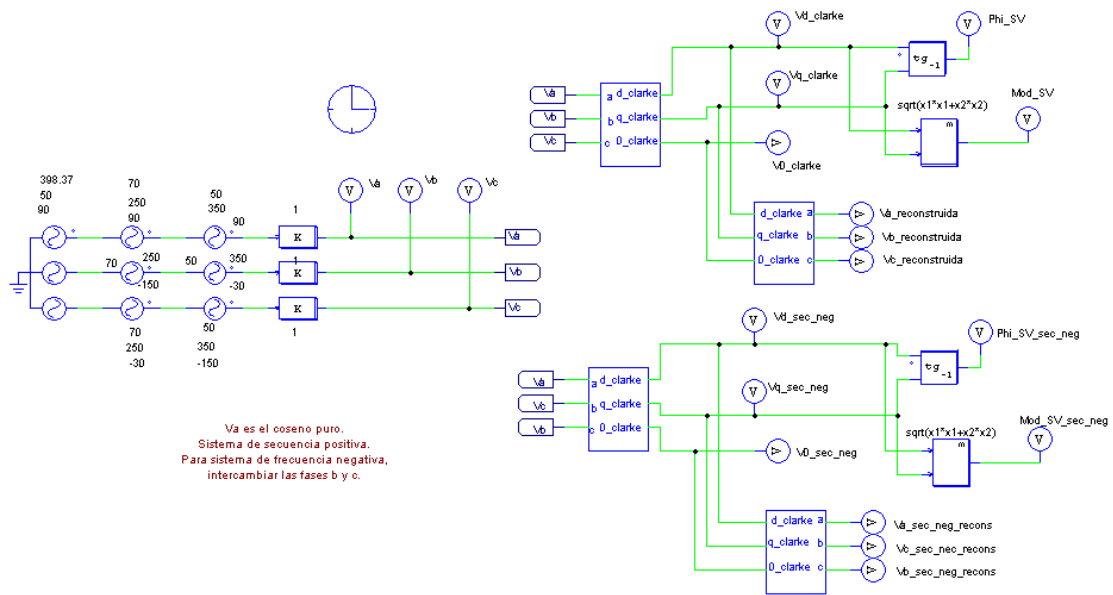 398.37
50
90
70
250
90
50
350
90
1
K
V
Va
V
Vb
V
Vc
Va
70
250
-150
50
350
-30
1
K
Vb
K
Vc
70
250
-30
50
350
-150
1
Va es el coseno puro.
Sistema de secuencia positiva.
Para sistema de frecuencia negativa,
intercambiar las fases b y c.
V
Vd_clarke
V
Phi_SV
tg -1
V
Vq_clarke
Mod_SV
V
sqrt(x1*x1+x2*x2)
m
Va
a d_clarke
Vb
b q_clarke
Vc
c 0_clarke
V0_clarke
d_clarke a
Va_reconstruida
q_clarke b
Vb_reconstruida
0_clarke c
Vc_reconstruida
V
Vd_sec_neg
V
Phi_SV_sec_neg
tg -1
V
Vq_sec_neg
Mod_SV_sec_neg
V
sqrt(x1*x1+x2*x2)
m
Va
a d_clarke
Vc
b q_clarke
Vb
c 0_clarke
V0_sec_neg
d_clarke a
Va_sec_neg_recons
q_clarke b
Vc_sec_nec_recons
0_clarke c
Vb_sec_neg_recons